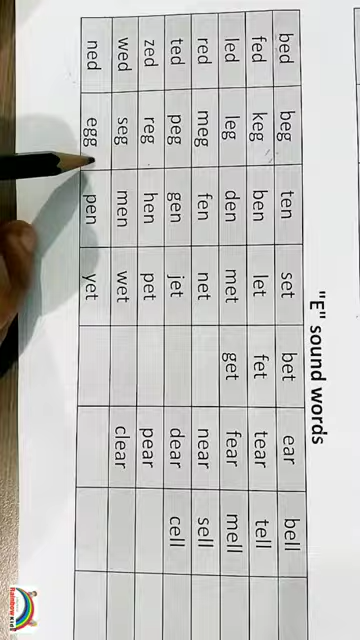 "E" sound words
bed beg ten set bet ear bell
fed keg ben let fet tear tell
led leg den met get fear mell
red meg fen net near sell
ted peg gen jet dear cell
zed reg hen pet pear
wed seg men wet clear
ned egg pen yet